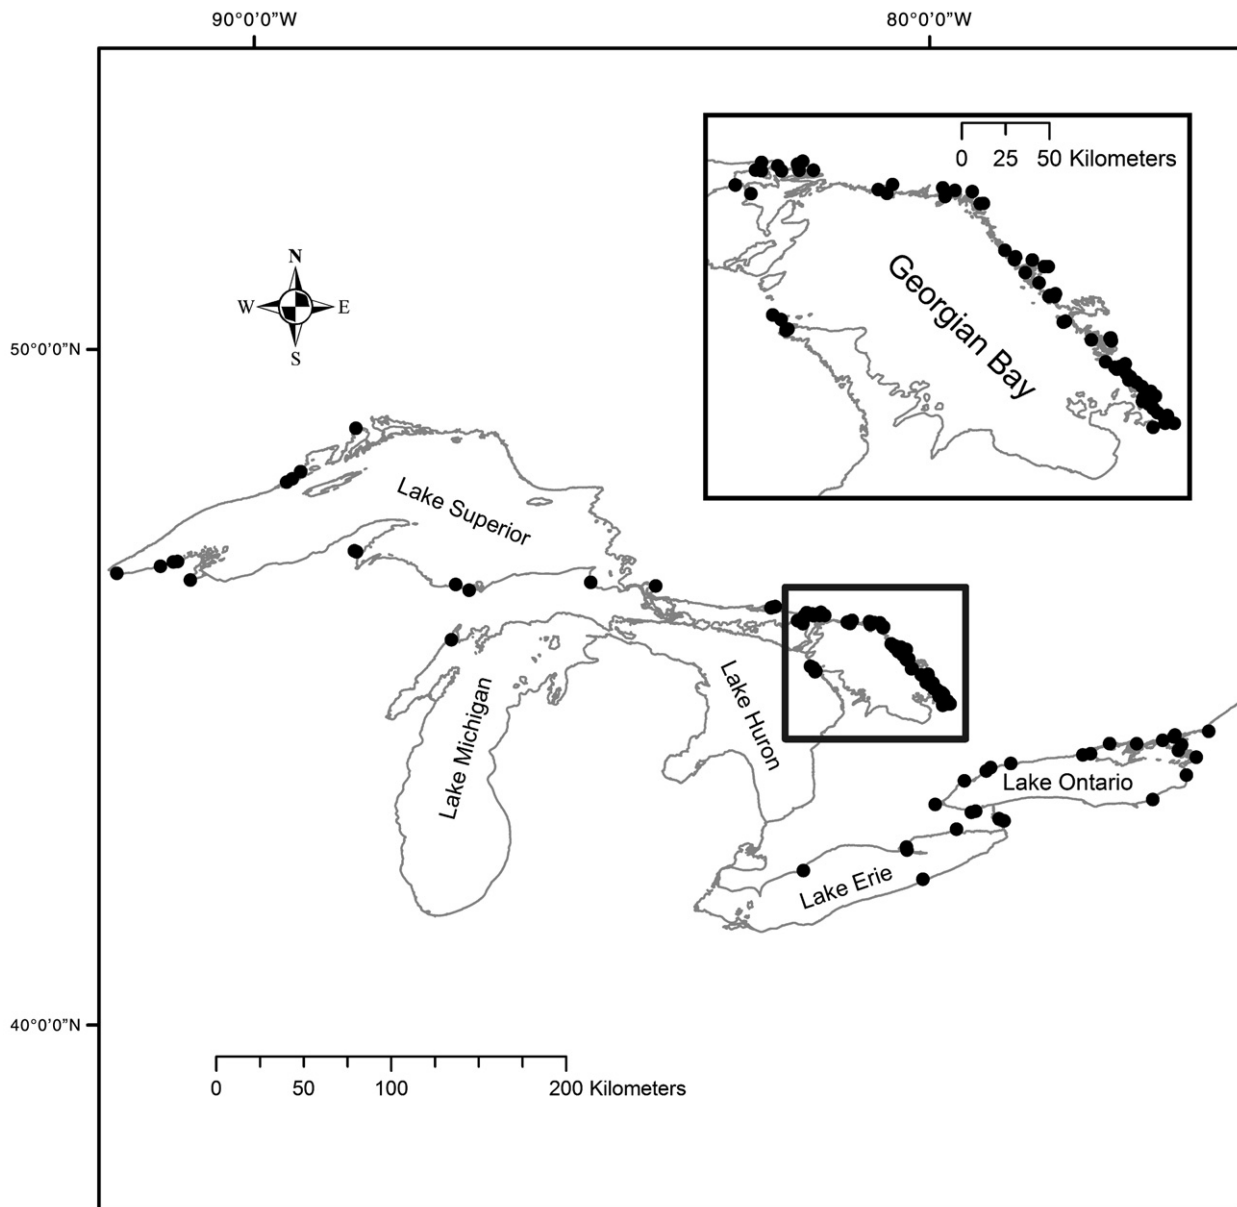 90°0'0"W
80°0'0"W
0 25 50 Kilometers
Georgian Bay
N
W E
S
50°0'0"N
Lake Superior
Lake Michigan
Lake Huron
Lake Ontario
Lake Erie
40°0'0"N
0 50 100 200 Kilometers